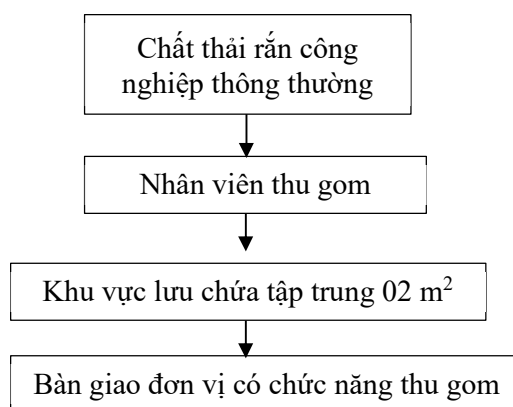 Chất thải rắn công
nghiệp thông thường
Nhân viên thu gom
Khu vực lưu chứa tập trung 02 m²
Bàn giao đơn vị có chức năng thu gom